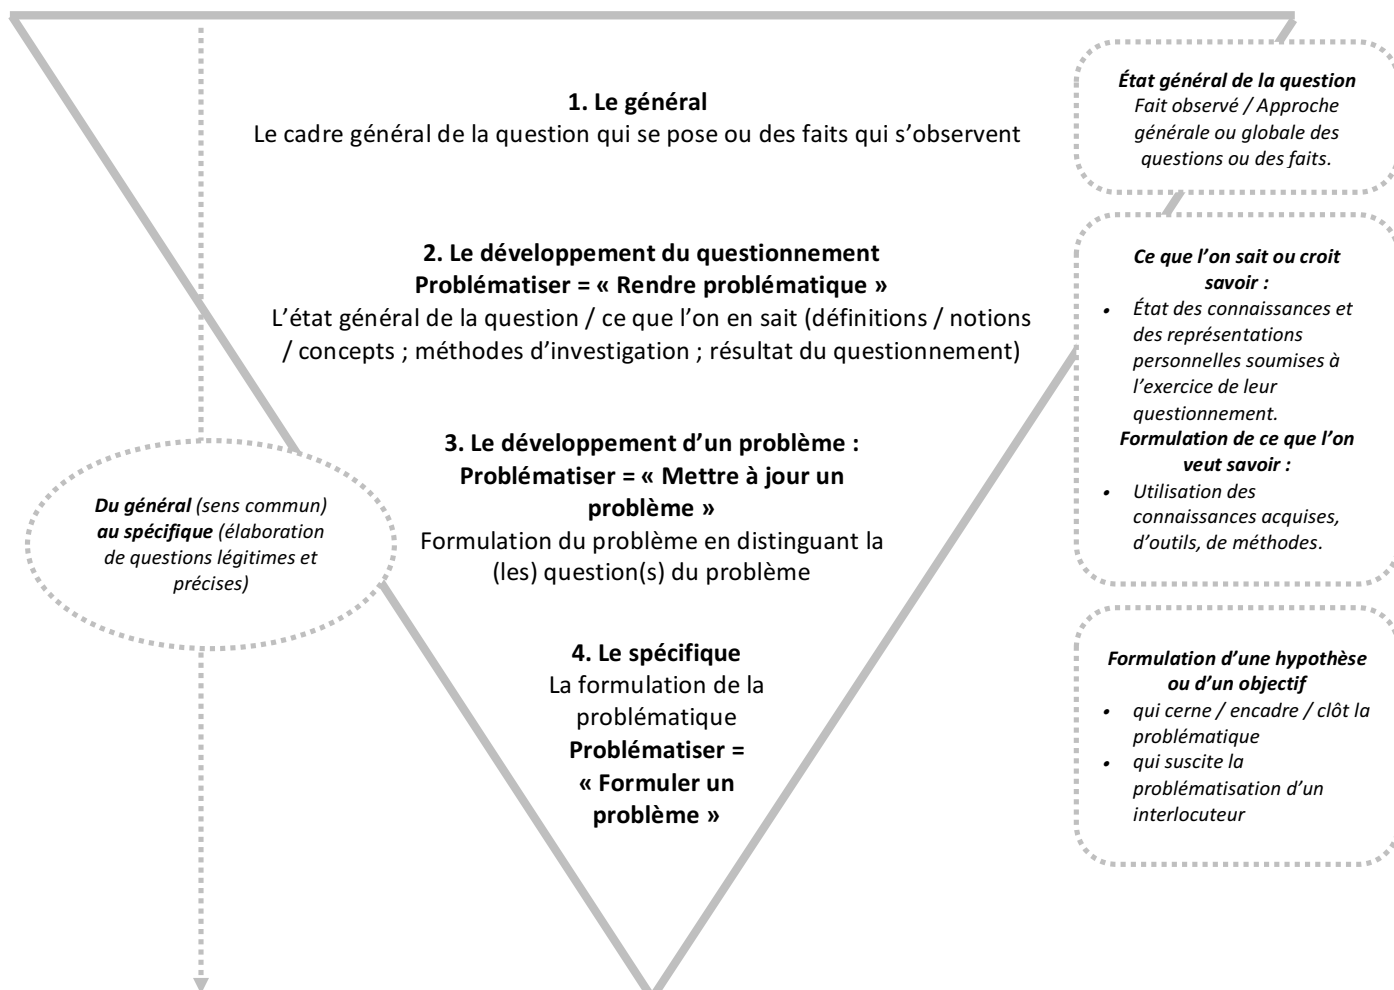 1. Le général
Le cadre général de la question qui se pose ou des faits qui s’observent
État général de la question
Fait observé / Approche
générale ou globale des
questions ou des faits.
2. Le développement du questionnement
Problématiser = « Rendre problématique »
L’état général de la question / ce que l’on en sait (définitions / notions
/ concepts ; méthodes d’investigation ; résultat du questionnement)
Ce que l’on sait ou croit
savoir :
• État des connaissances et
des représentations
personnelles soumises à
l’exercice de leur
questionnement.
Formulation de ce que l’on
veut savoir :
• Utilisation des
connaissances acquises,
d’outils, de méthodes.
3. Le développement d’un problème :
Problématiser = « Mettre à jour un
problème »
Formulation du problème en distinguant la
(les) question(s) du problème
Du général (sens commun)
au spécifique (élaboration
de questions légitimes et
précises)
4. Le spécifique
La formulation de la
problématique
Problématiser =
« Formuler un
problème »
Formulation d’une hypothèse
ou d’un objectif
• qui cerne / encadre / clôt la
problématique
• qui suscite la
problématisation d’un
interlocuteur